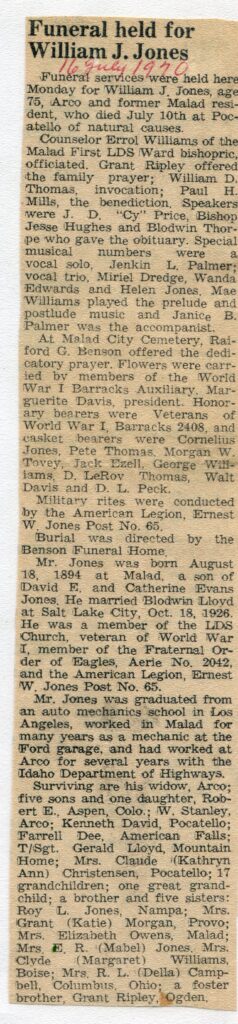 Funeral held for
William J. Jones
16 July 1970
Funeral services were held here
Monday for William J. Jones, age
75, Arco and former Malad resi-
dent, who died July 10th at Poc-
atello of natural causes.
Counselor Errol Williams of the
Malad First LDS Ward bishopric,
officiated. Grant Ripley offered
the family prayer; William D.
Thomas, invocation; Paul H.
Mills, the benediction. Speakers
were J. D. "Cy" Price, Bishop
Jesse Hughes and Blodwin Thor-
pe who gave the obituary. Special
musical numbers were a
vocal solo, Jenkin L. Palmer;
vocal trio, Miriel Dredge, Wanda
Edwards and Helen Jones, Mae
Williams played the prelude and
postlude music and Janice B.
Palmer was the accompanist.
At Malad City Cemetery, Rai-
ford G. Benson offered the dedi-
catory prayer. Flowers were car-
ried by members of the World
War I Barracks Auxiliary, Mar-
guerite Davis, president. Honor-
ary bearers were Veterans of
World War I, Barracks 2408, and
casket bearers were Cornelius
Jones, Pete Thomas, Morgan W.
Tovey, Jack Ezell, George Will-
iams, D. LeRoy Thomas, Walt
Davis and D. L. Peck.
Military rites were conducted
by the American Legion, Ernest
W. Jones Post No. 65.
Burial was directed by the
Benson Funeral Home.
Mr. Jones was born August
18, 1894 at Malad, a son of
David E. and Catherine Evans
Jones. He married Blodwin Lloyd
at Salt Lake City, Oct. 18, 1926.
He was a member of the LDS
Church, veteran of World War
I, member of the Fraternal Or-
der of Eagles, Aerie No. 2042,
and the American Legion, Ernest
W. Jones Post No. 65.
Mr. Jones was graduated from
an auto mechanics school in Los
Angeles, worked in Malad for
many years as a mechanic at the
Ford garage, and had worked at
Arco for several years with the
Idaho Department of Highways.
Surviving are his widow, Arco;
five sons and one daughter, Rob-
ert E., Aspen, Colo.; W. Stanley,
Arco; Kenneth David, Pocatello;
Farrell Dee, American Falls;
T/Sgt. Gerald Lloyd, Mountain
Home; Mrs. Claude (Kathryn
Ann) Christensen, Pocatello; 17
grandchildren; one great grand-
child; a brother and five sisters:
Roy L. Jones, Nampa; Mrs.
Grant (Katie) Morgan, Provo;
Mrs. Elizabeth Owens, Malad;
Mrs E. R. (Mabel) Jones, Mrs.
Clyde (Margaret) Williams,
Boise; Mrs. R. L. (Della) Camp-
bell, Columbus, Ohio; a foster
brother, Grant Ripley, Ogden.